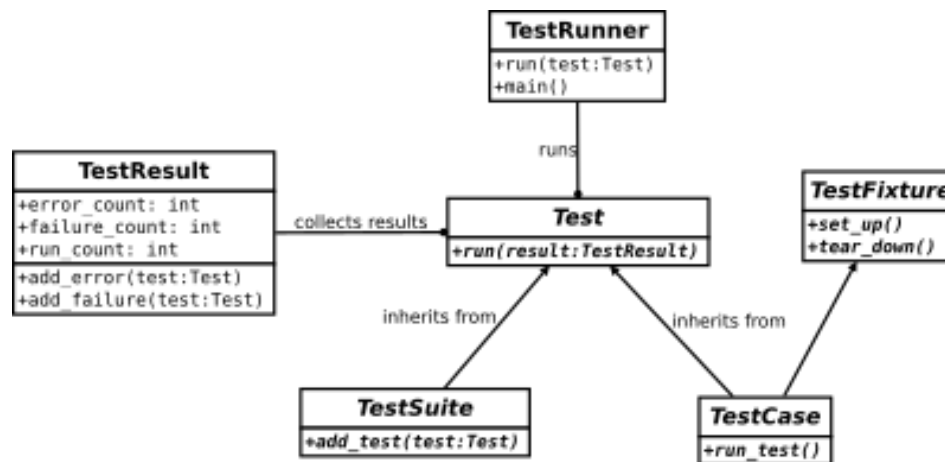 TestRunner
+run(test:Test)
+main()
runs
TestResult
+error_count: int
+failure_count: int
+run_count: int
+add_error(test:Test)
+add_failure(test:Test)
collects results
Test
+run(result:TestResult)
TestFixture
+set_up()
+tear_down()
inherits from
inherits from
TestSuite
+add_test(test:Test)
TestCase
+run_test()